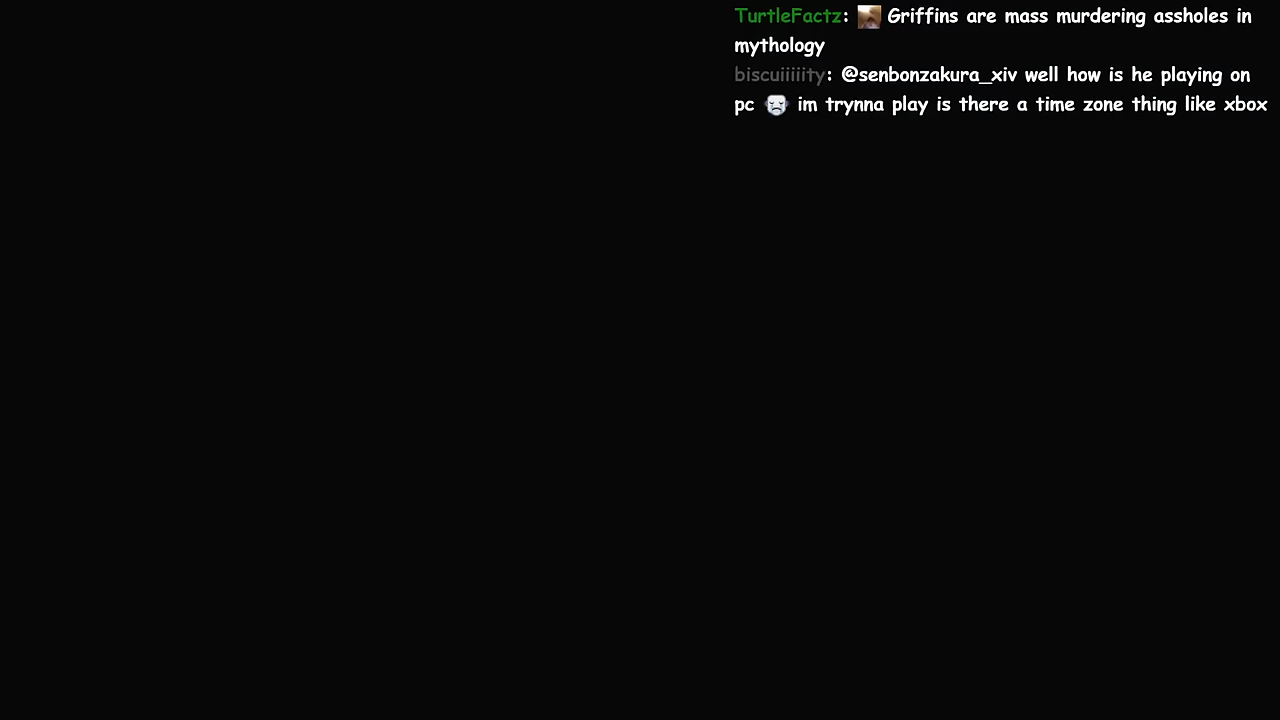 TurtleFactz: Griffins are mass murdering assholes in
mythology
biscuiiiiity: @senbonzakura_xiv well how is he playing on
pc im trynna play is there a time zone thing like xbox